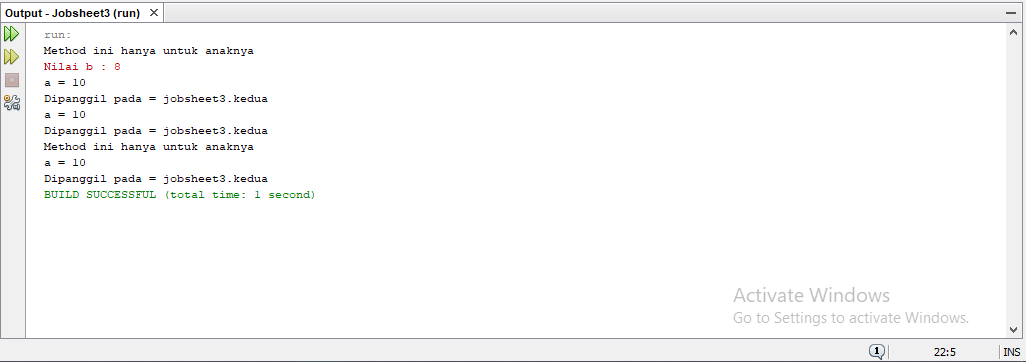 Output - Jobsheet3 (run) ×
run:
Method ini hanya untuk anaknya
Nilai b : 8
a = 10
Dipanggil pada = jobsheet3.kedua
a = 10
Dipanggil pada = jobsheet3.kedua
Method ini hanya untuk anaknya
a = 10
Dipanggil pada = jobsheet3.kedua
BUILD SUCCESSFUL (total time: 1 second)
Activate Windows
Go to Settings to activate Windows.
1 22:5 INS